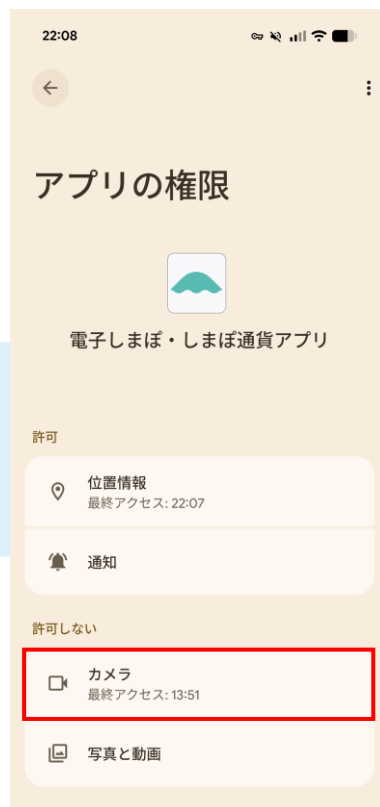 22:08
アプリの権限
電子しまぽ・しまぽ通貨アプリ
許可
位置情報
最終アクセス: 22:07
通知
許可しない
カメラ
最終アクセス: 13:51
写真と動画